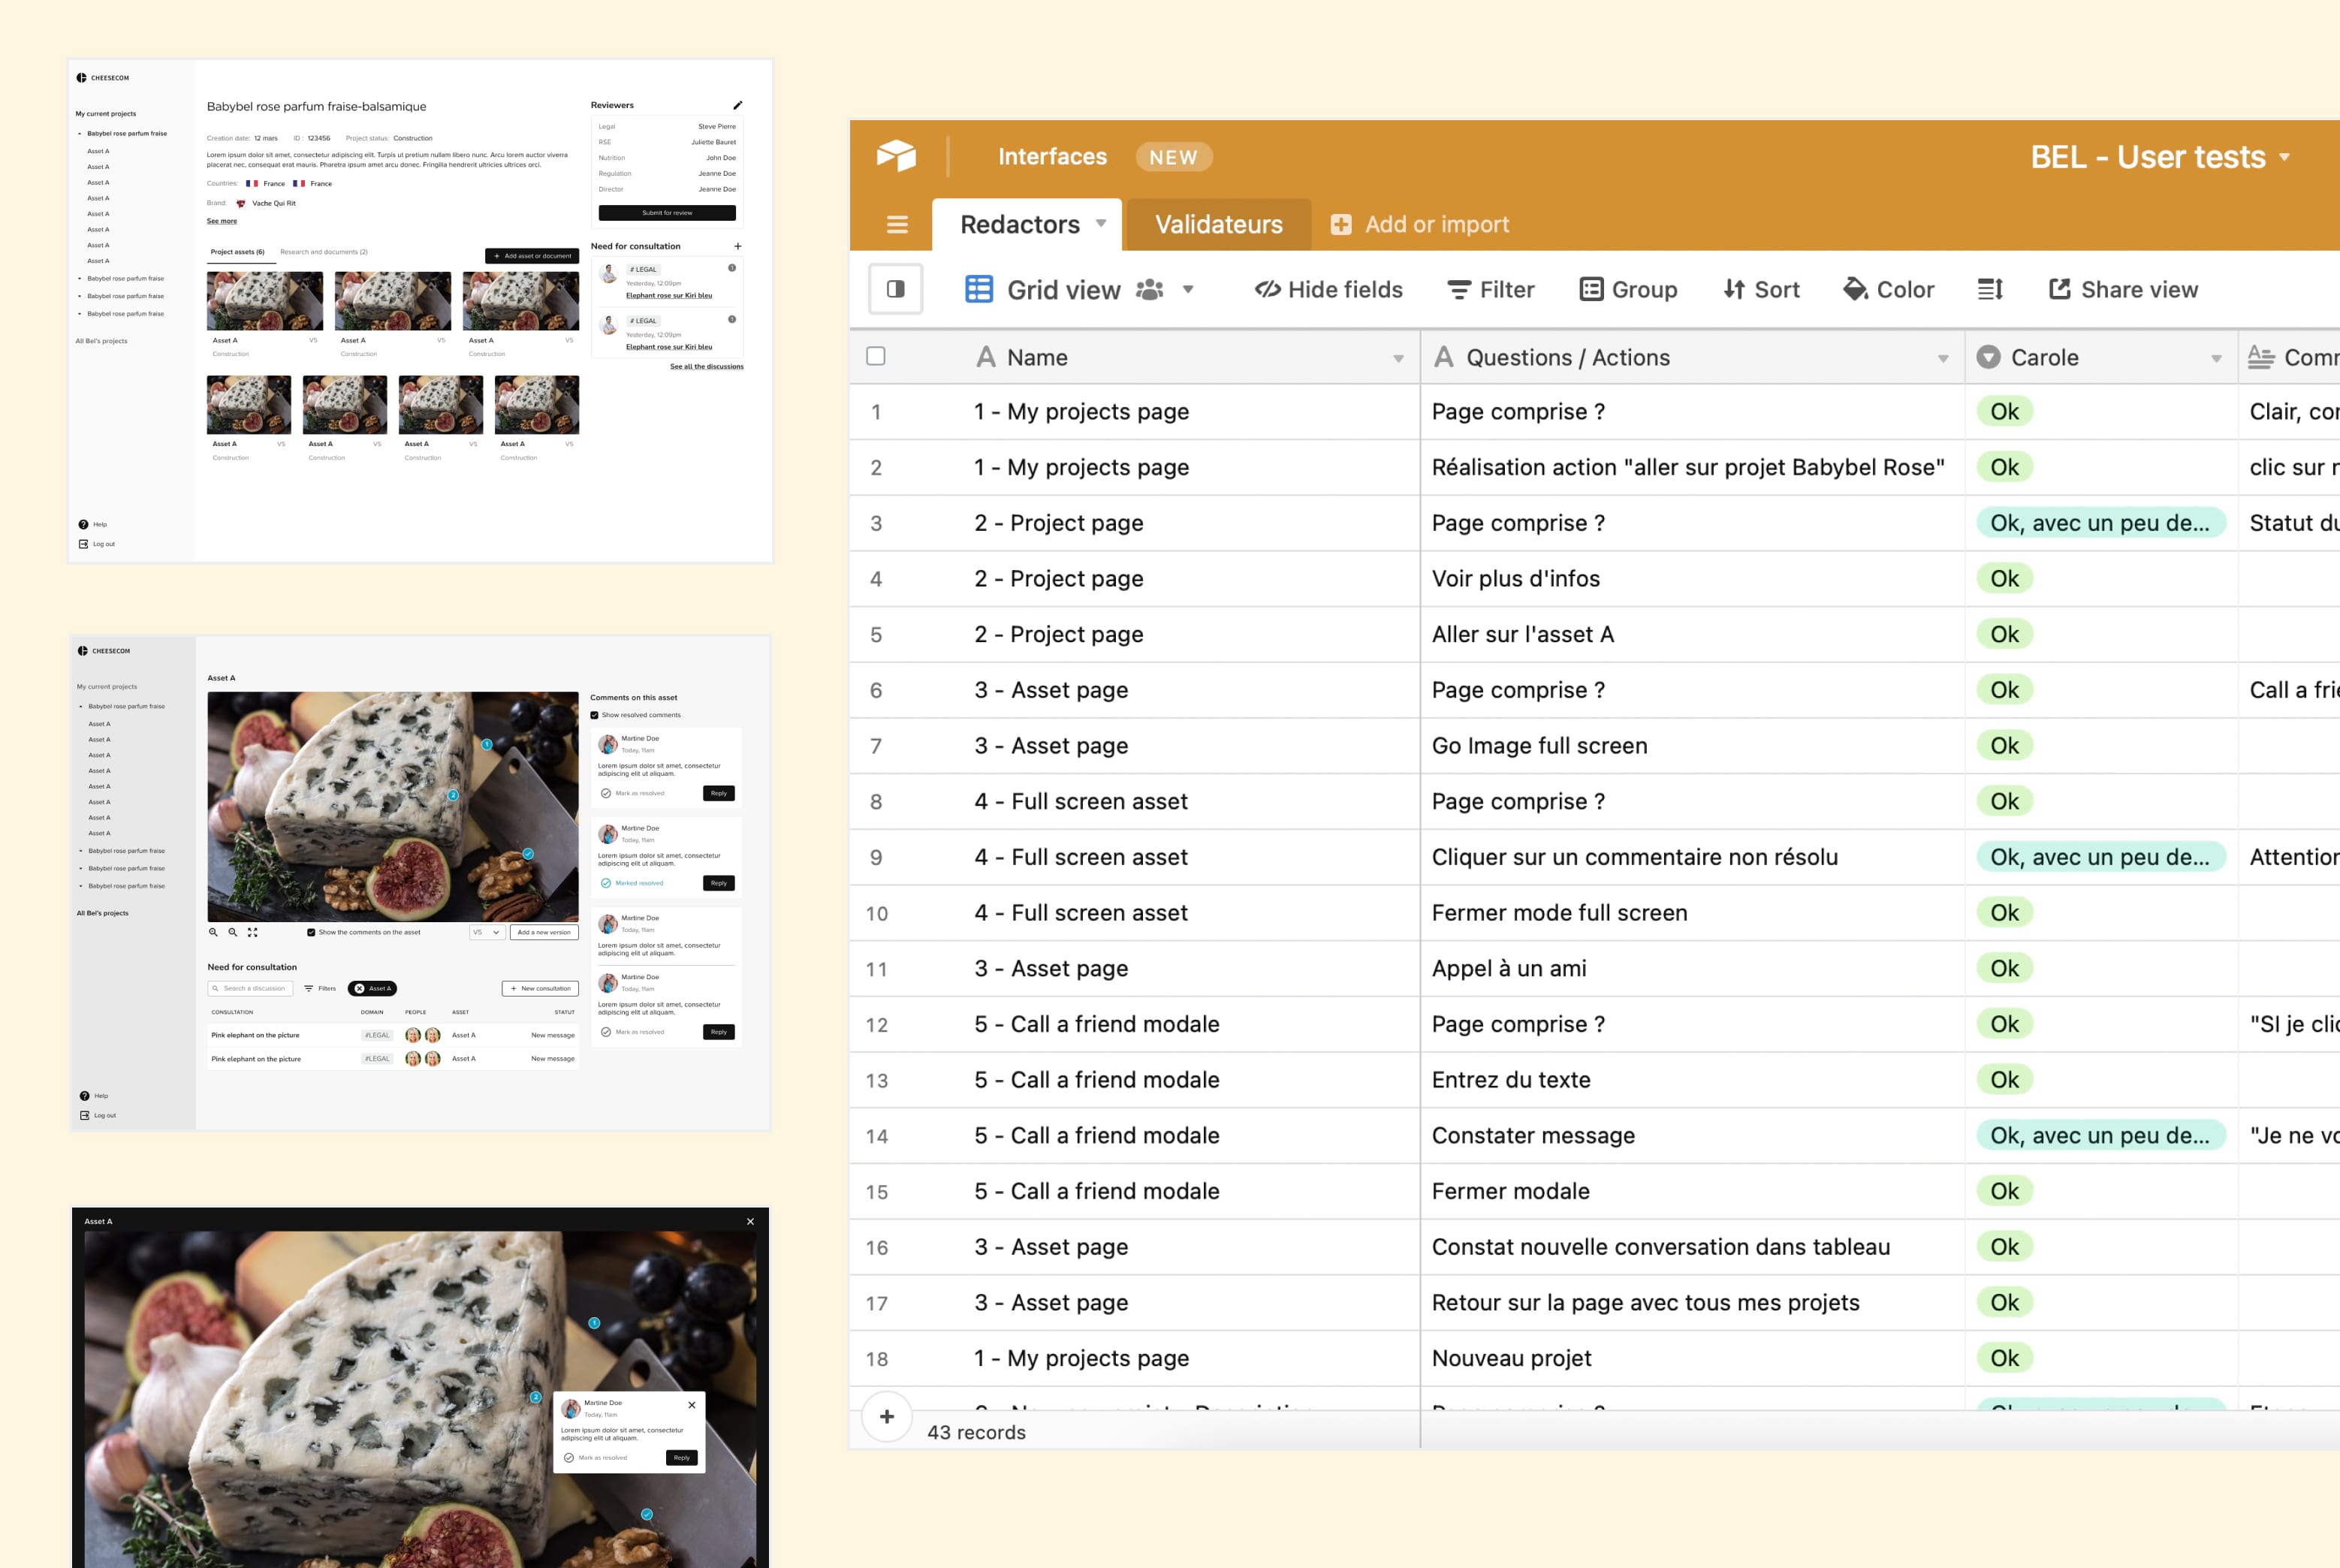 CHEESECOM
My current projects
Babybel rose parfum fraise
Asset A
Asset A
Asset A
Asset A
Asset A
Asset A
Asset A
Asset A
Babybel rose parfum fraise
Babybel rose parfum fraise
Babybel rose parfum fraise
All Bel's projects
Help
Log out
Babybel rose parfum fraise-balsamique
Creation date: 12 mars ID : 123456 Project status: Construction
Lorem ipsum dolor sit amet, consectetur adipiscing elit. Turpis ut pretium nullam libero nunc. Arcu lorem auctor viverra
placerat nec, consequat erat mauris. Pharetra ipsum amet arcu donec. Fringilla hendrerit ultricies ultrices orci.
Countries: France France
Brand: Vache Qui Rit
See more
Project assets (6) Research and documents (2) + Add asset or document
Asset A V5 Asset A V5 Asset A V5
Construction Construction Construction
Asset A V5 Asset A V5 Asset A V5 Asset A V5
Construction Construction Construction Construction
Reviewers
Legal Steve Pierre
RSE Juliette Bauret
Nutrition John Doe
Regulation Jeanne Doe
Director Jeanne Doe
Submit for review
Need for consultation +
# LEGAL 1
Yesterday, 12:09pm
Elephant rose sur Kiri bleu
# LEGAL 1
Yesterday, 12:09pm
Elephant rose sur Kiri bleu
See all the discussions
CHEESECOM
My current projects
Babybel rose parfum fraise
Asset A
Asset A
Asset A
Asset A
Asset A
Asset A
Asset A
Asset A
Babybel rose parfum fraise
Babybel rose parfum fraise
Babybel rose parfum fraise
All Bel's projects
Help
Log out
Asset A
1
2
Show the comments on the asset V5 Add a new version
Need for consultation
Search a discussion Filters Asset A + New consultation
CONSULTATION DOMAIN PEOPLE ASSET STATUT
Pink elephant on the picture #LEGAL Asset A New message
Pink elephant on the picture #LEGAL Asset A New message
Comments on this asset
Show resolved comments
Martine Doe
Today, 11am
Lorem ipsum dolor sit amet, consectetur
adipiscing elit ut aliquam.
Mark as resolved Reply
Martine Doe
Today, 11am
Lorem ipsum dolor sit amet, consectetur
adipiscing elit ut aliquam.
Marked resolved Reply
Martine Doe
Today, 11am
Lorem ipsum dolor sit amet, consectetur
adipiscing elit ut aliquam.
Martine Doe
Today, 11am
Lorem ipsum dolor sit amet, consectetur
adipiscing elit ut aliquam.
Mark as resolved Reply
Asset A
1
2
Martine Doe
Today, 11am
Lorem ipsum dolor sit amet, consectetur
adipiscing elit ut aliquam.
Mark as resolved Reply
Interfaces NEW BEL - User tests
Redactors Validateurs Add or import
Grid view Hide fields Filter Group Sort Color Share view
Name Questions / Actions Carole Comm
1 1 - My projects page Page comprise ? Ok Clair, co
2 1 - My projects page Réalisation action "aller sur projet Babybel Rose" Ok clic sur
3 2 - Project page Page comprise ? Ok, avec un peu de... Statut du
4 2 - Project page Voir plus d'infos Ok
5 2 - Project page Aller sur l'asset A Ok
6 3 - Asset page Page comprise ? Ok Call a frie
7 3 - Asset page Go Image full screen Ok
8 4 - Full screen asset Page comprise ? Ok
9 4 - Full screen asset Cliquer sur un commentaire non résolu Ok, avec un peu de... Attention
10 4 - Full screen asset Fermer mode full screen Ok
11 3 - Asset page Appel à un ami Ok
12 5 - Call a friend modale Page comprise ? Ok "SI je clic
13 5 - Call a friend modale Entrez du texte Ok
14 5 - Call a friend modale Constater message Ok, avec un peu de... "Je ne vo
15 5 - Call a friend modale Fermer modale Ok
16 3 - Asset page Constat nouvelle conversation dans tableau Ok
17 3 - Asset page Retour sur la page avec tous mes projets Ok
18 1 - My projects page Nouveau projet Ok
43 records